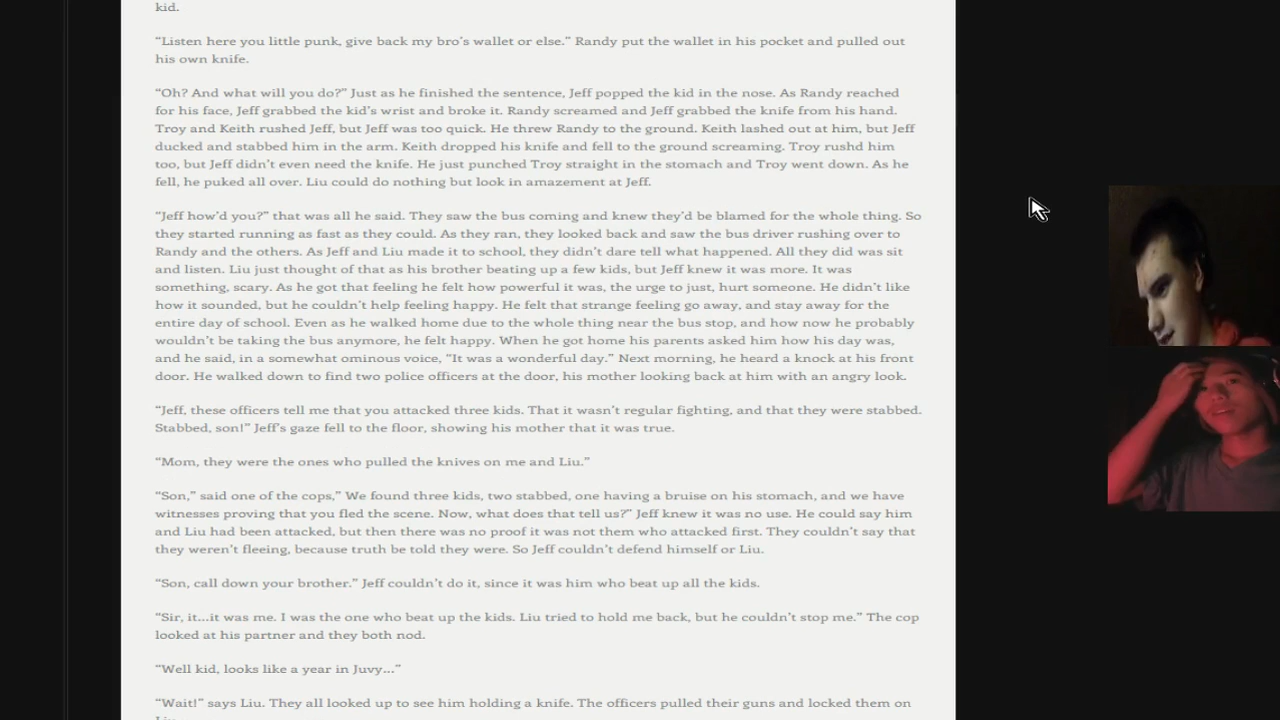 kid.
“Listen here you little punk, give back my bro’s wallet or else.” Randy put the wallet in his pocket and pulled out
his own knife.
“Oh? And what will you do?” Just as he finished the sentence, Jeff popped the kid in the nose. As Randy reached
for his face, Jeff grabbed the kid’s wrist and broke it. Randy screamed and Jeff grabbed the knife from his hand.
Troy and Keith rushed Jeff, but Jeff was too quick. He threw Randy to the ground. Keith lashed out at him, but Jeff
ducked and stabbed him in the arm. Keith dropped his knife and fell to the ground screaming. Troy rushd him
too, but Jeff didn’t even need the knife. He just punched Troy straight in the stomach and Troy went down. As he
fell, he puked all over. Liu could do nothing but look in amazement at Jeff.
“Jeff how’d you?” that was all he said. They saw the bus coming and knew they’d be blamed for the whole thing. So
they started running as fast as they could. As they ran, they looked back and saw the bus driver rushing over to
Randy and the others. As Jeff and Liu made it to school, they didn’t dare tell what happened. All they did was sit
and listen. Liu just thought of that as his brother beating up a few kids, but Jeff knew it was more. It was
something, scary. As he got that feeling he felt how powerful it was, the urge to just, hurt someone. He didn’t like
how it sounded, but he couldn’t help feeling happy. He felt that strange feeling go away, and stay away for the
entire day of school. Even as he walked home due to the whole thing near the bus stop, and how now he probably
wouldn’t be taking the bus anymore, he felt happy. When he got home his parents asked him how his day was,
and he said, in a somewhat ominous voice, “It was a wonderful day.” Next morning, he heard a knock at his front
door. He walked down to find two police officers at the door, his mother looking back at him with an angry look.
“Jeff, these officers tell me that you attacked three kids. That it wasn’t regular fighting, and that they were stabbed.
Stabbed, son!” Jeff’s gaze fell to the floor, showing his mother that it was true.
“Mom, they were the ones who pulled the knives on me and Liu.”
“Son,” said one of the cops,” We found three kids, two stabbed, one having a bruise on his stomach, and we have
witnesses proving that you fled the scene. Now, what does that tell us?” Jeff knew it was no use. He could say him
and Liu had been attacked, but then there was no proof it was not them who attacked first. They couldn’t say that
they weren’t fleeing, because truth be told they were. So Jeff couldn’t defend himself or Liu.
“Son, call down your brother.” Jeff couldn’t do it, since it was him who beat up all the kids.
“Sir, it…it was me. I was the one who beat up the kids. Liu tried to hold me back, but he couldn’t stop me.” The cop
looked at his partner and they both nod.
“Well kid, looks like a year in Juvy…”
“Wait!” says Liu. They all looked up to see him holding a knife. The officers pulled their guns and locked them on